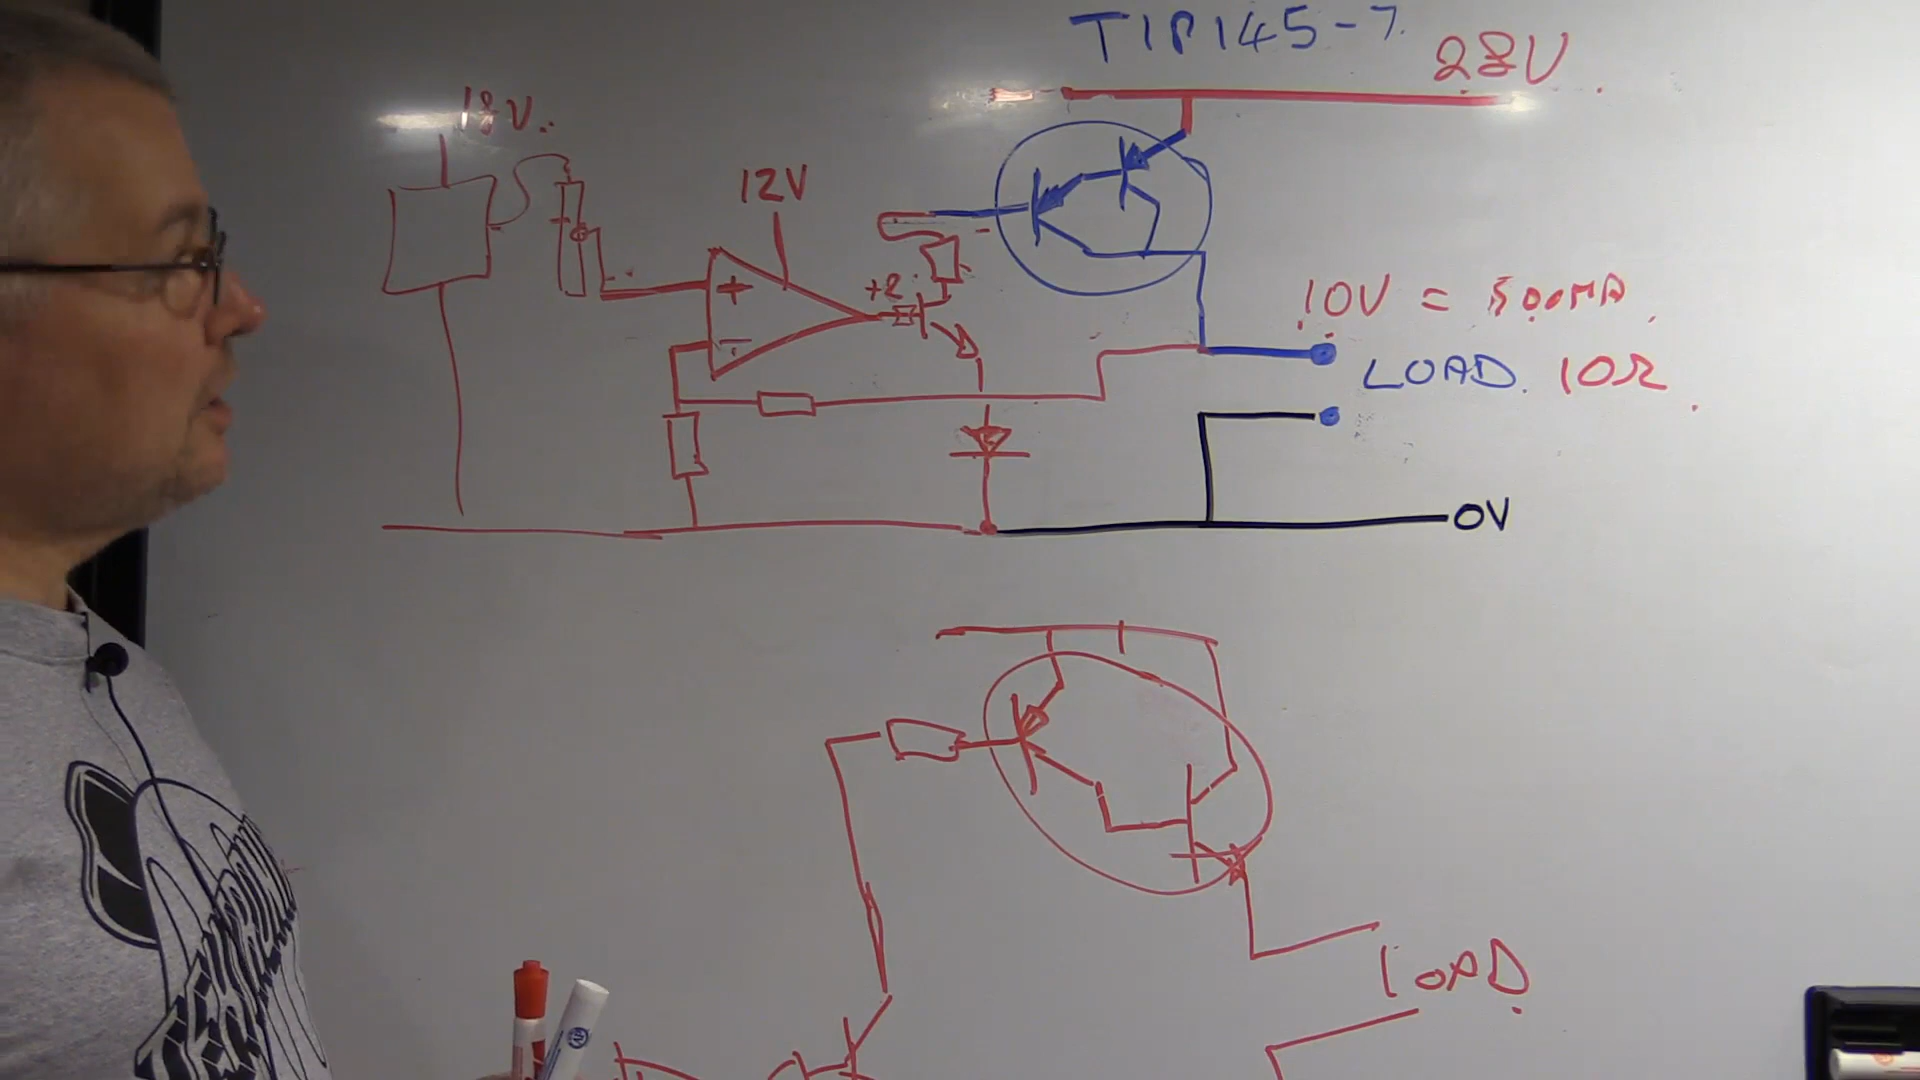 TIP145-7.
28V
18V.
12V
+
+2
-
10V = 500MA
LOAD. 10Ω
0V
LOAD